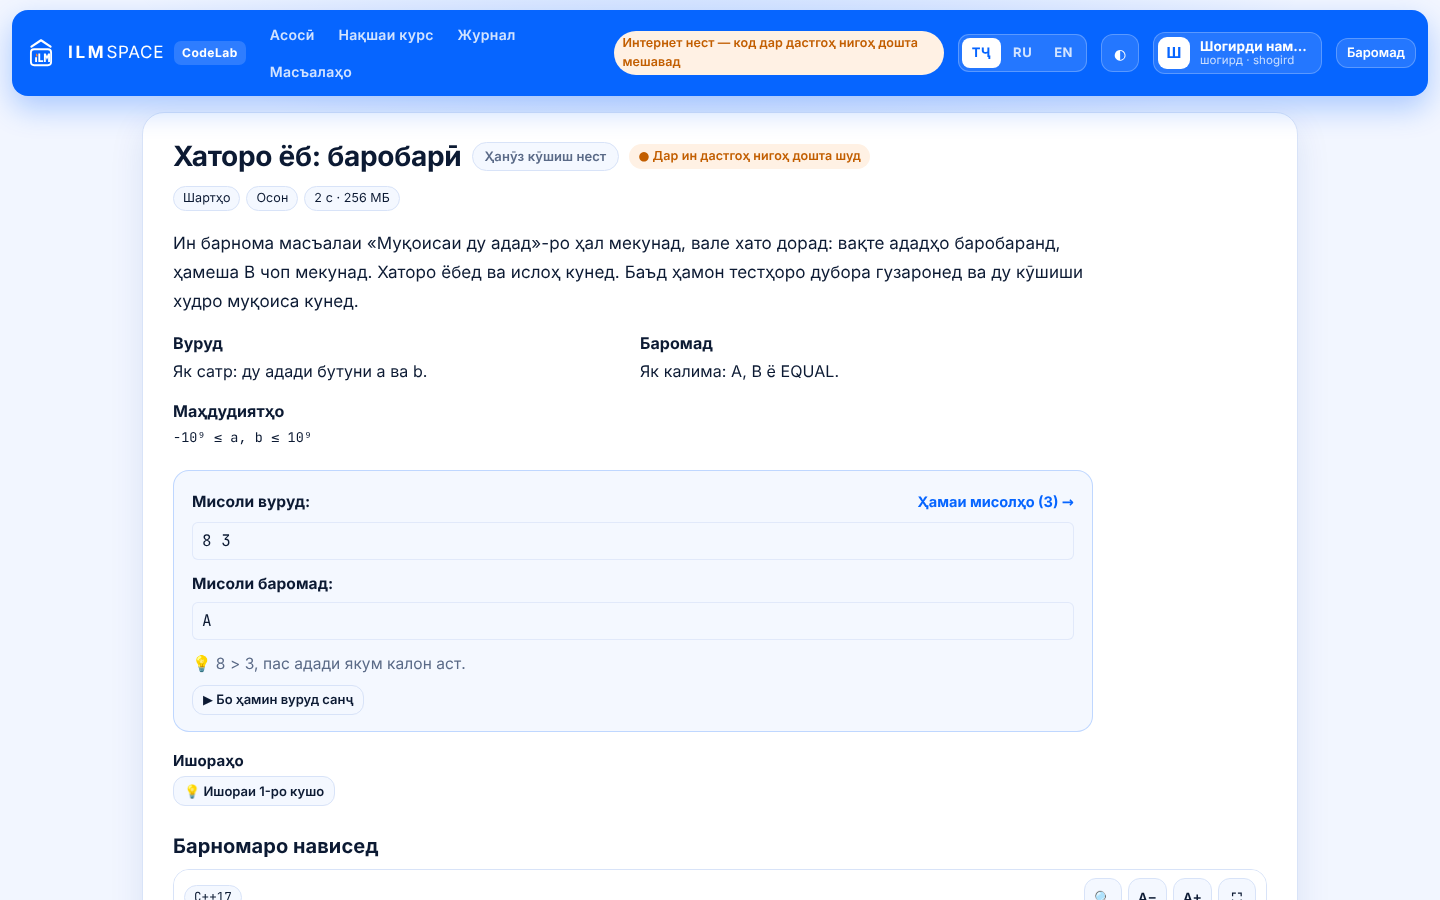 iLM ILMSPACE CodeLab
Асосӣ Нақшаи курс Журнал
Масъалаҳо
Интернет нест — код дар дастгоҳ нигоҳ дошта
мешавад
ТҶ RU EN
◐
Ш Шогирди нам...
шогирд · shogird
Баромад
Хаторо ёб: баробарӣ Ҳанӯз кӯшиш нест ● Дар ин дастгоҳ нигоҳ дошта шуд
Шартҳо Осон 2 с · 256 МБ
Ин барнома масъалаи «Муқоисаи ду адад»-ро ҳал мекунад, вале хато дорад: вақте ададҳо баробаранд,
ҳамеша B чоп мекунад. Хаторо ёбед ва ислоҳ кунед. Баъд ҳамон тестҳоро дубора гузаронед ва ду кӯшиши
худро муқоиса кунед.
Вуруд
Як сатр: ду адади бутуни a ва b.
Баромад
Як калима: A, B ё EQUAL.
Маҳдудиятҳо
-10⁹ ≤ a, b ≤ 10⁹
Мисоли вуруд: Ҳамаи мисолҳо (3) →
8 3
Мисоли баромад:
A
💡 8 > 3, пас адади якум калон аст.
▶ Бо ҳамин вуруд санҷ
Ишораҳо
💡 Ишораи 1-ро кушо
Барномаро нависед
C++17 🔍 A− A+ ⛶